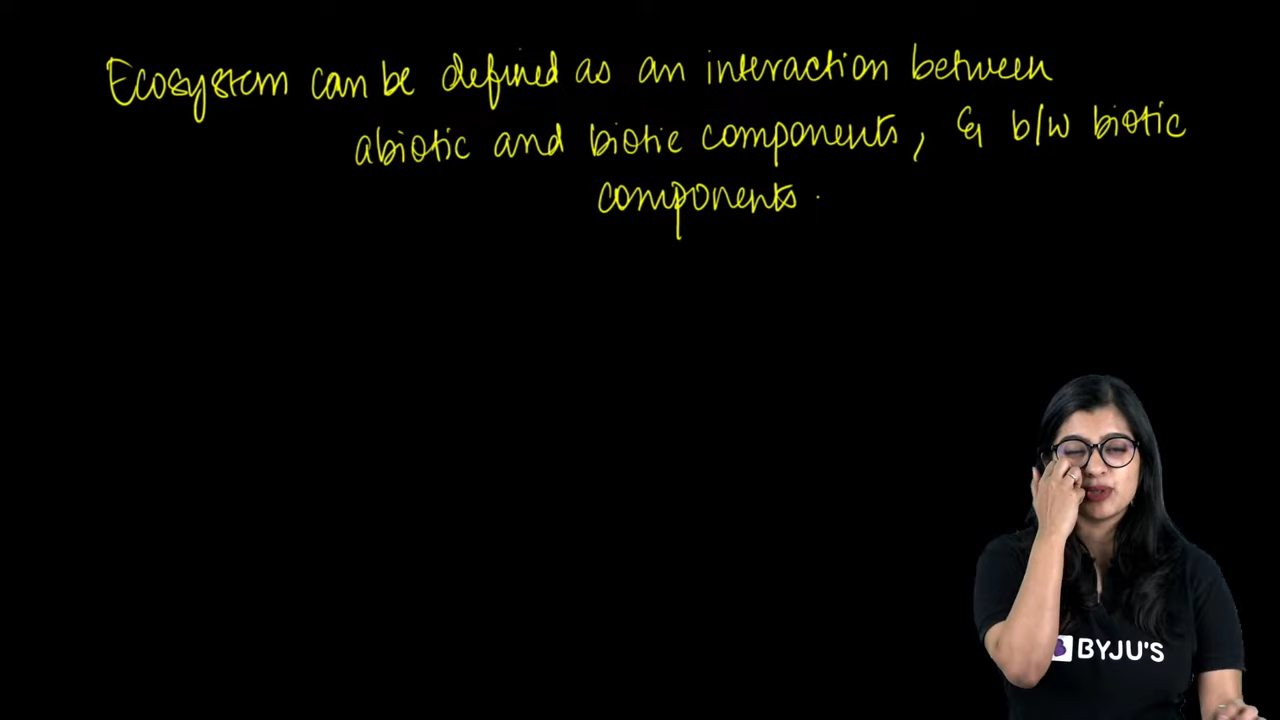 Ecosystem can be defined as an interaction between
abiotic and biotic components, & b/w biotic
components.
BYJU'S